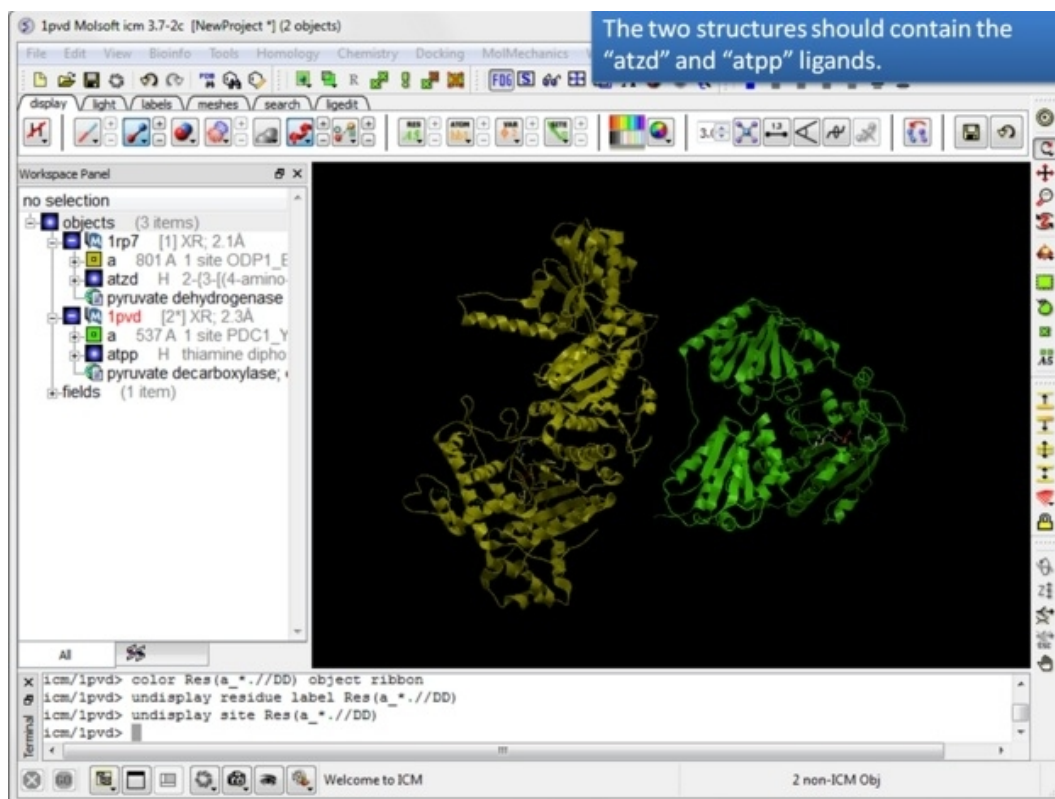 1pvd Molsoft icm 3.7-2c [NewProject *] (2 objects)
The two structures should contain the
"atzd" and "atpp" ligands.
File Edit View Bioinfo Tools Homology Chemistry Docking MolMechanics
FOG
display light labels meshes search ligedit
Workspace Panel
no selection
objects (3 items)
1rp7 [1] XR; 2.1Å
a 801 A 1 site ODP1_E
atzd H 2-{3-[(4-amino-
pyruvate dehydrogenase
1pvd [2*] XR; 2.3Å
a 537 A 1 site PDC1_Y
atpp H thiamine dipho
pyruvate decarboxylase;
fields (1 item)
All
icm/1pvd> color Res(a_*.//DD) object ribbon
icm/1pvd> undisplay residue label Res(a_*.//DD)
icm/1pvd> undisplay site Res(a_*.//DD)
icm/1pvd>
Terminal
Welcome to ICM
2 non-ICM Obj